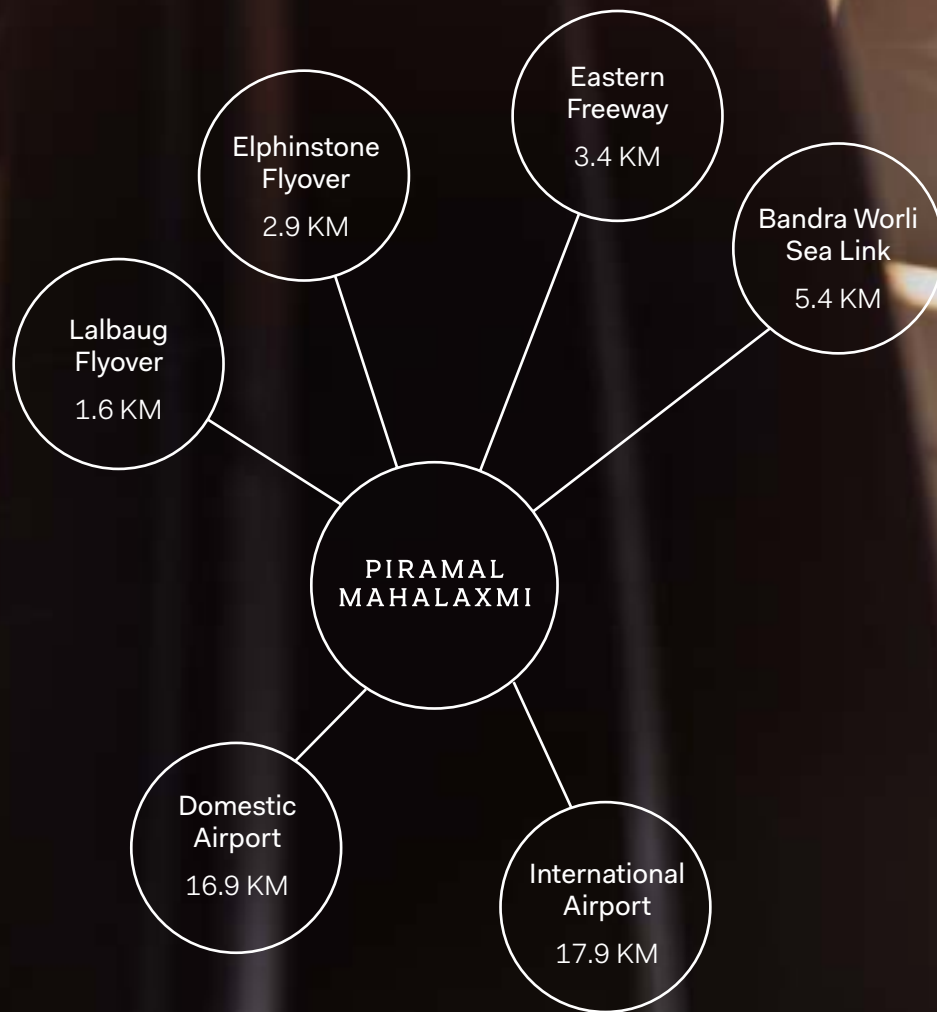 Eastern
Freeway
3.4 KM
Elphinstone
Flyover
2.9 KM
Bandra Worli
Sea Link
5.4 KM
Lalbaug
Flyover
1.6 KM
PIRAMAL
MAHALAXMI
Domestic
Airport
16.9 KM
International
Airport
17.9 KM